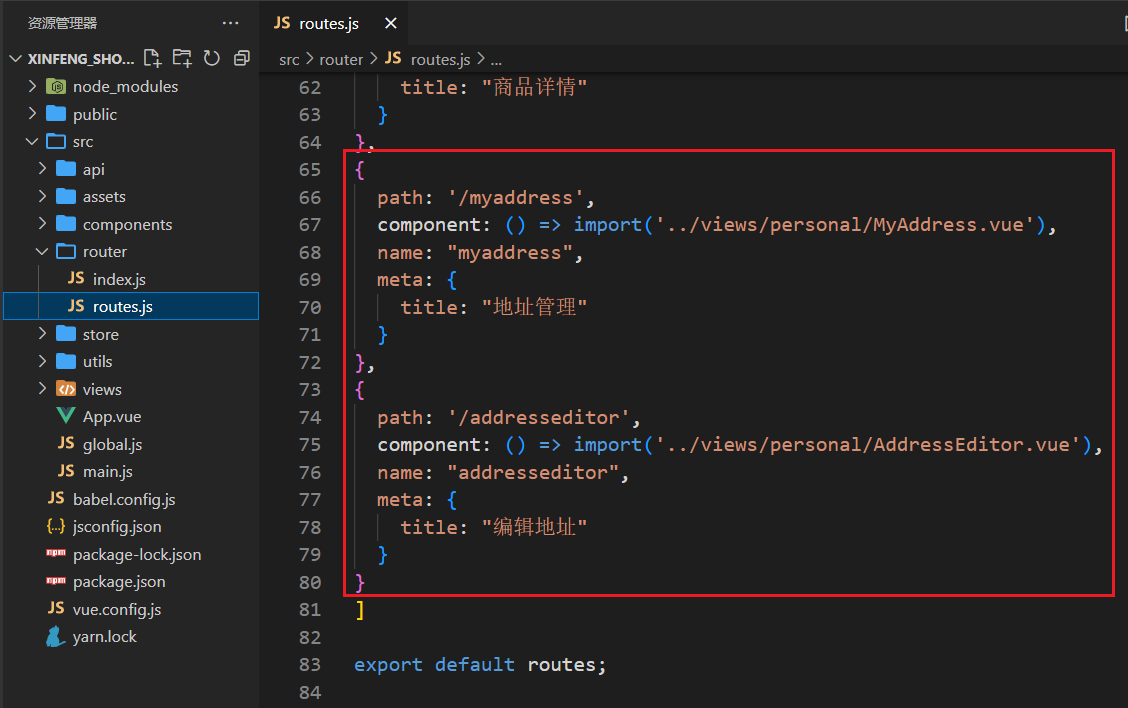 资源管理器
XINFENG_SHO...
node_modules
public
src
api
assets
components
router
JS index.js
JS routes.js
store
utils
views
App.vue
JS global.js
JS main.js
JS babel.config.js
{..} jsconfig.json
npm package-lock.json
npm package.json
JS vue.config.js
yarn.lock
JS routes.js
src > router > JS routes.js > ...
62 title: "商品详情"
63 }
64 },
65 {
66 path: '/myaddress',
67 component: () => import('../views/personal/MyAddress.vue'),
68 name: "myaddress",
69 meta: {
70 title: "地址管理"
71 }
72 },
73 {
74 path: '/addresseditor',
75 component: () => import('../views/personal/AddressEditor.vue'),
76 name: "addresseditor",
77 meta: {
78 title: "编辑地址"
79 }
80 }
81 ]
82
83 export default routes;
84